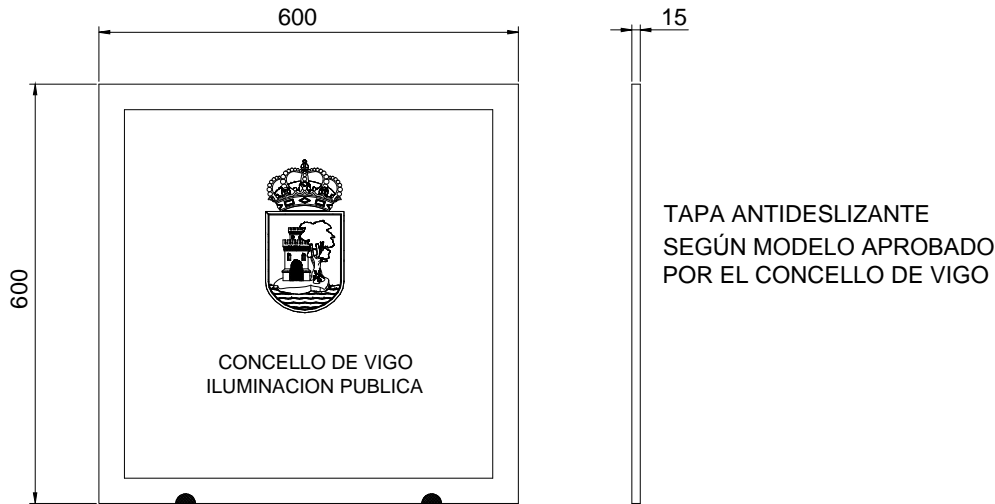 600
15
600
TAPA ANTIDESLIZANTE
SEGÚN MODELO APROBADO
POR EL CONCELLO DE VIGO
CONCELLO DE VIGO
ILUMINACION PUBLICA